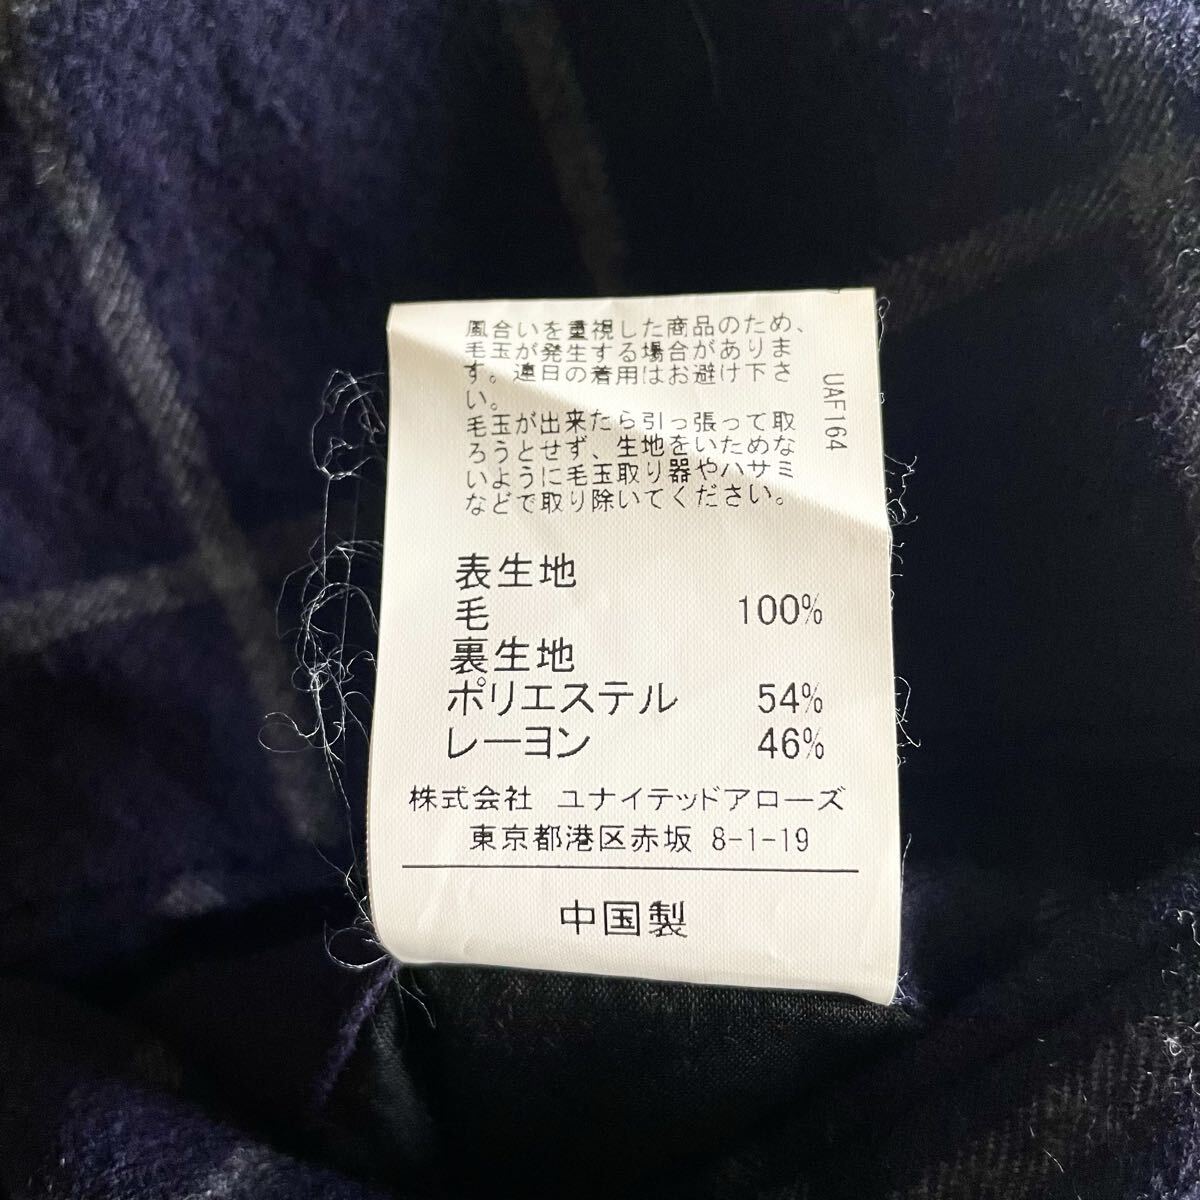 風合いを重視した商品のため、
毛玉が発生する場合がありま
す。連日の着用はお避け下さ
い。
毛玉が出来たら引っ張って取
ろうとせず、生地をいためな
いように毛玉取り器やハサミ
などで取り除いてください。
UAF164
表生地
毛 100%
裏生地
ポリエステル 54%
レーヨン 46%
株式会社 ユナイテッドアローズ
東京都港区赤坂 8-1-19
中国製